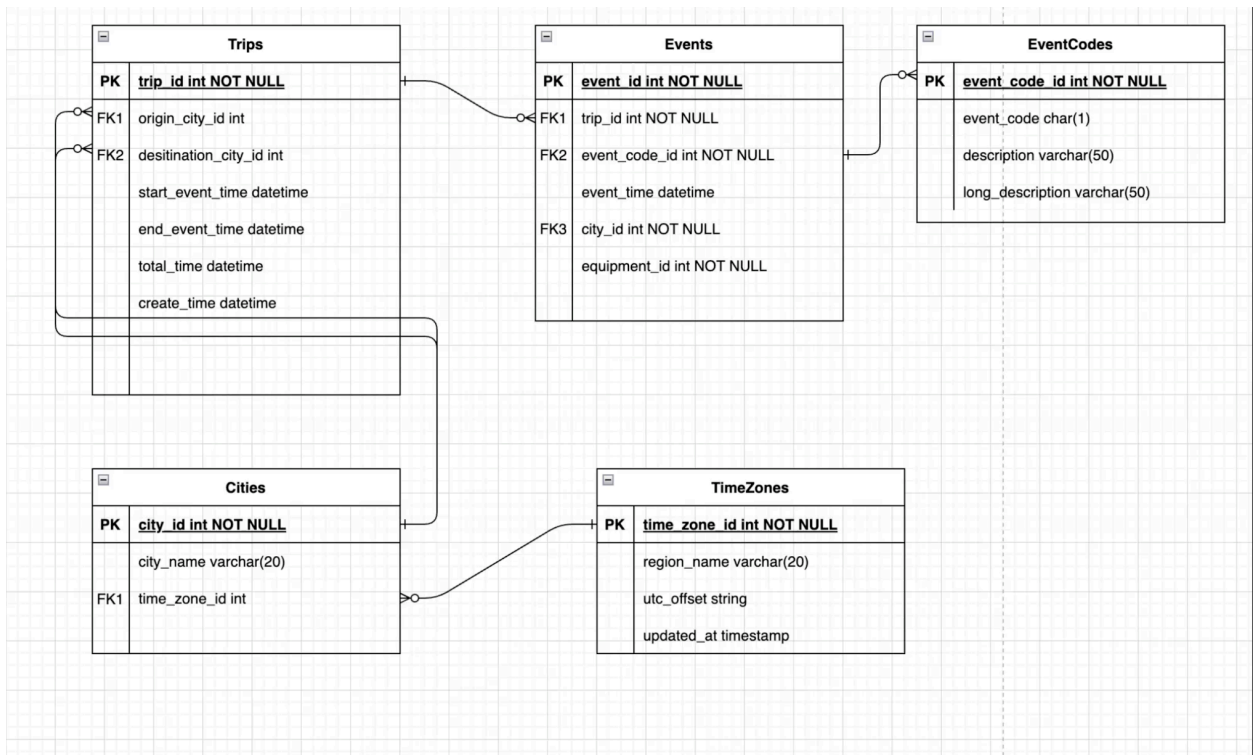 Trips
PK trip_id int NOT NULL
FK1 origin_city_id int
FK2 desitination_city_id int
start_event_time datetime
end_event_time datetime
total_time datetime
create_time datetime
Events
PK event_id int NOT NULL
FK1 trip_id int NOT NULL
FK2 event_code_id int NOT NULL
event_time datetime
FK3 city_id int NOT NULL
equipment_id int NOT NULL
EventCodes
PK event_code_id int NOT NULL
event_code char(1)
description varchar(50)
long_description varchar(50)
Cities
PK city_id int NOT NULL
city_name varchar(20)
FK1 time_zone_id int
TimeZones
PK time_zone_id int NOT NULL
region_name varchar(20)
utc_offset string
updated_at timestamp